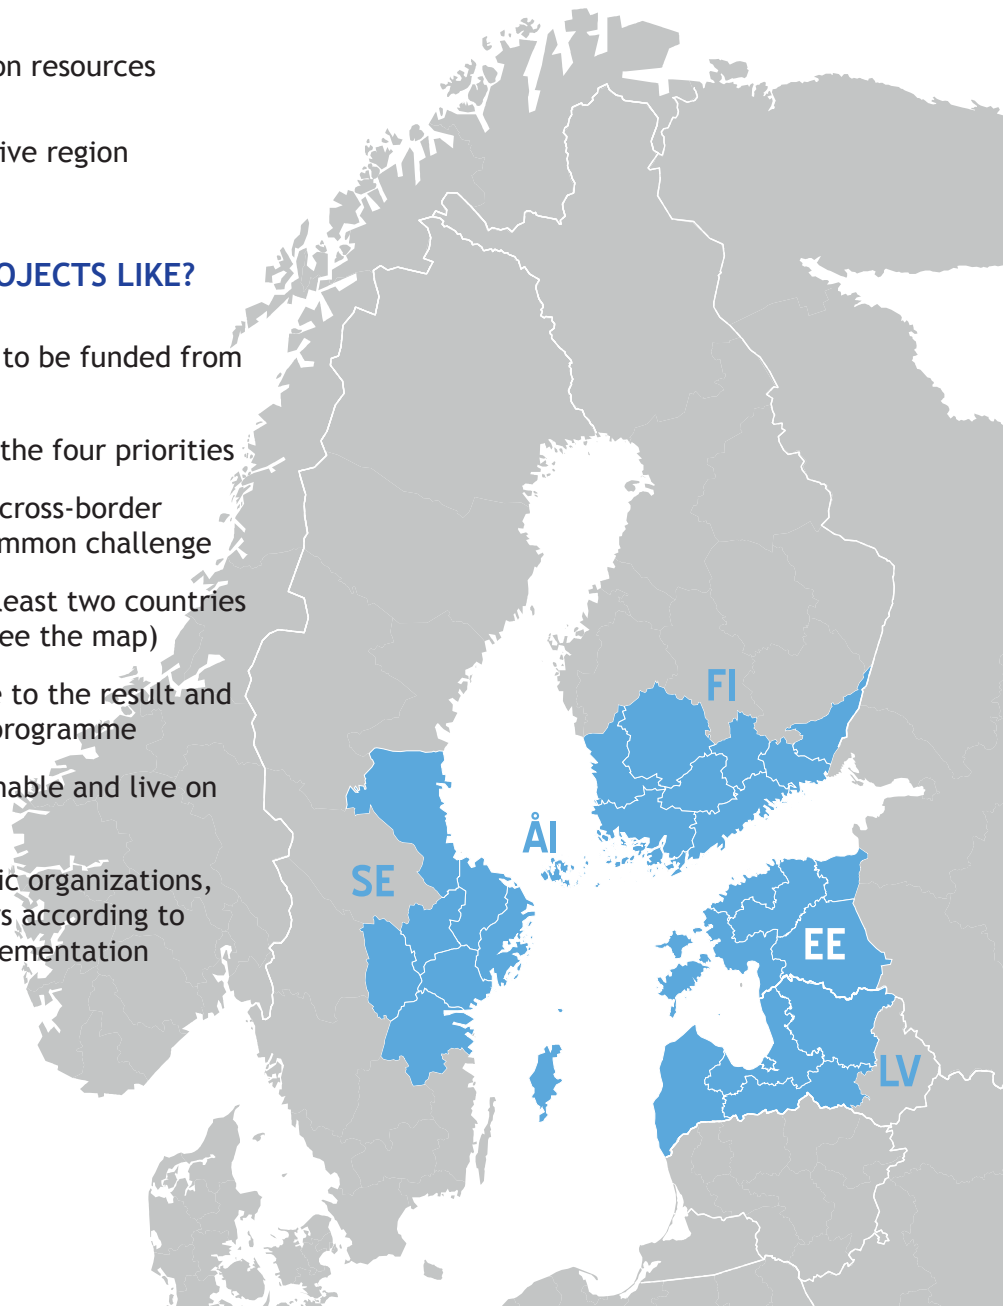 on resources
ive region
OJECTS LIKE?
to be funded from
the four priorities
cross-border
mmon challenge
least two countries
ee the map)
e to the result and
programme
nable and live on
ic organizations,
s according to
ementation
FI
ÅI
SE
EE
LV